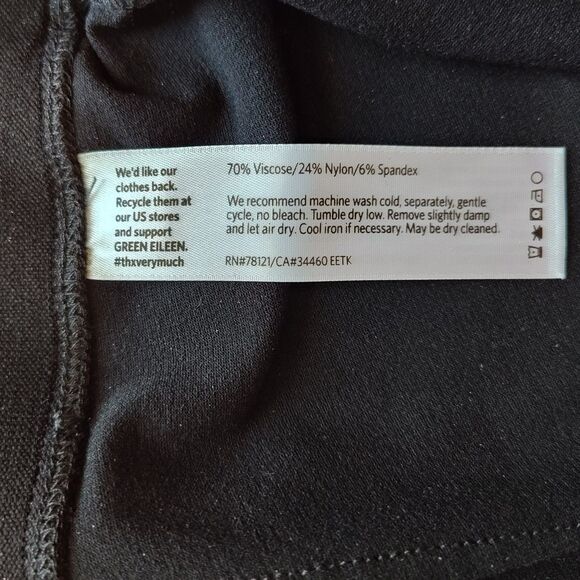 We'd like our
clothes back.
Recycle them at
our US stores
and support
GREEN EILEEN.
#thxverymuch
70% Viscose/24% Nylon/6% Spandex
We recommend machine wash cold, separately, gentle
cycle, no bleach. Tumble dry low. Remove slightly damp
and let air dry. Cool iron if necessary. May be dry cleaned.
RN#78121/CA#34460 EETK